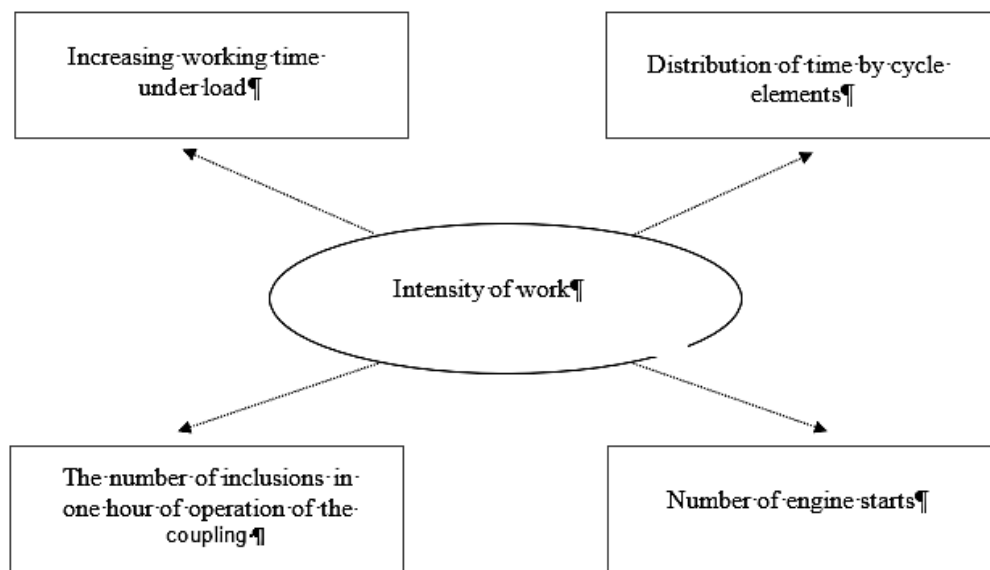 Increasing·working·time·
under·load¶
Distribution·of·time·by·cycle·
elements¶
Intensity·of·work¶
The·number·of·inclusions·in·
one·hour·of·operation·of·the·
coupling·¶
Number·of·engine·starts¶